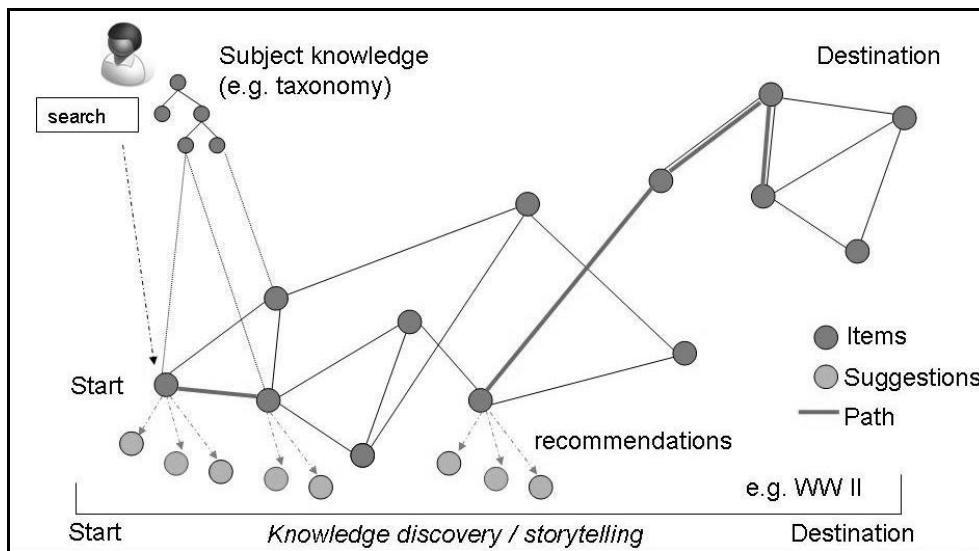 Subject knowledge
(e.g. taxonomy)
Destination
search
Start
Items
Suggestions
Path
recommendations
e.g. WW II
Start
Knowledge discovery / storytelling
Destination